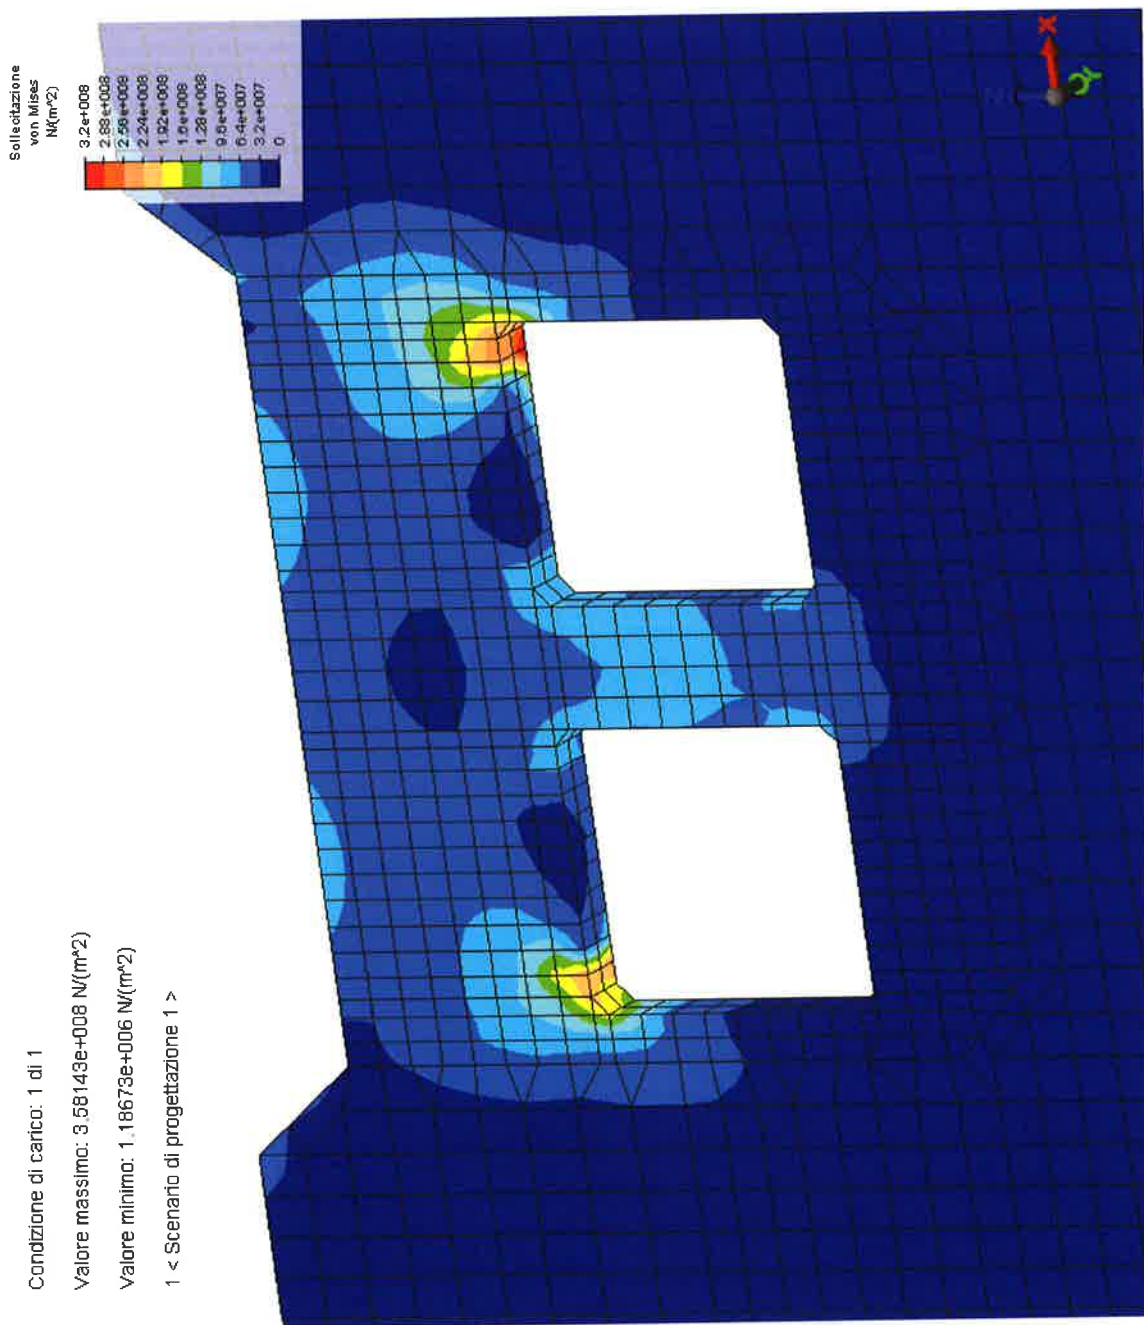 Sollecitazione
von Mises
N/(m^2)
3.2e+008
2.88e+008
2.56e+008
2.24e+008
1.92e+008
1.6e+008
1.28e+008
9.6e+007
6.4e+007
3.2e+007
0
X
Y
Condizione di carico: 1 di 1
Valore massimo: 3.58143e+008 N/(m^2)
Valore minimo: 1.18673e+006 N/(m^2)
1 < Scenario di progettazione 1 >